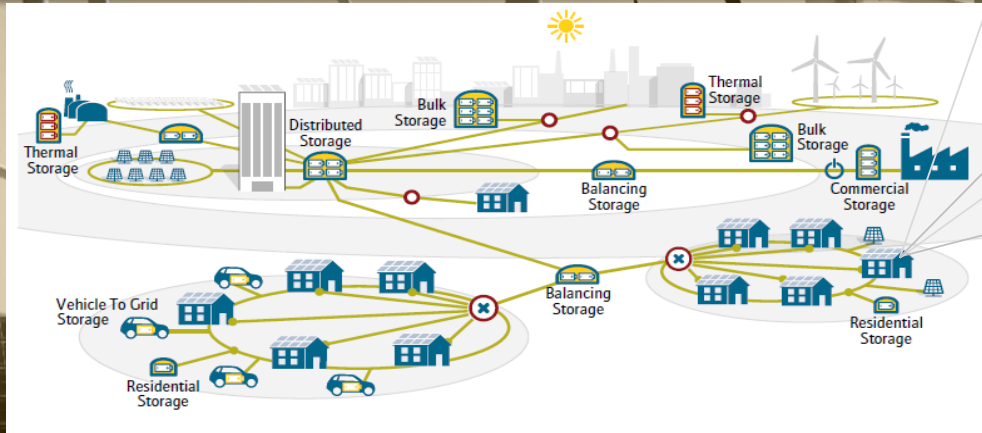 Thermal
Storage
Distributed
Storage
Bulk
Storage
Thermal
Storage
Bulk
Storage
Balancing
Storage
Commercial
Storage
Vehicle To Grid
Storage
Residential
Storage
Balancing
Storage
Residential
Storage